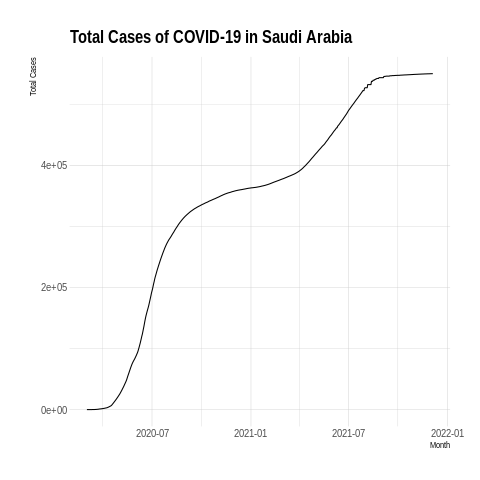 Total Cases of COVID-19 in Saudi Arabia
Total Cases
4e+05
2e+05
0e+00
2020-07 2021-01 2021-07 2022-01
Month